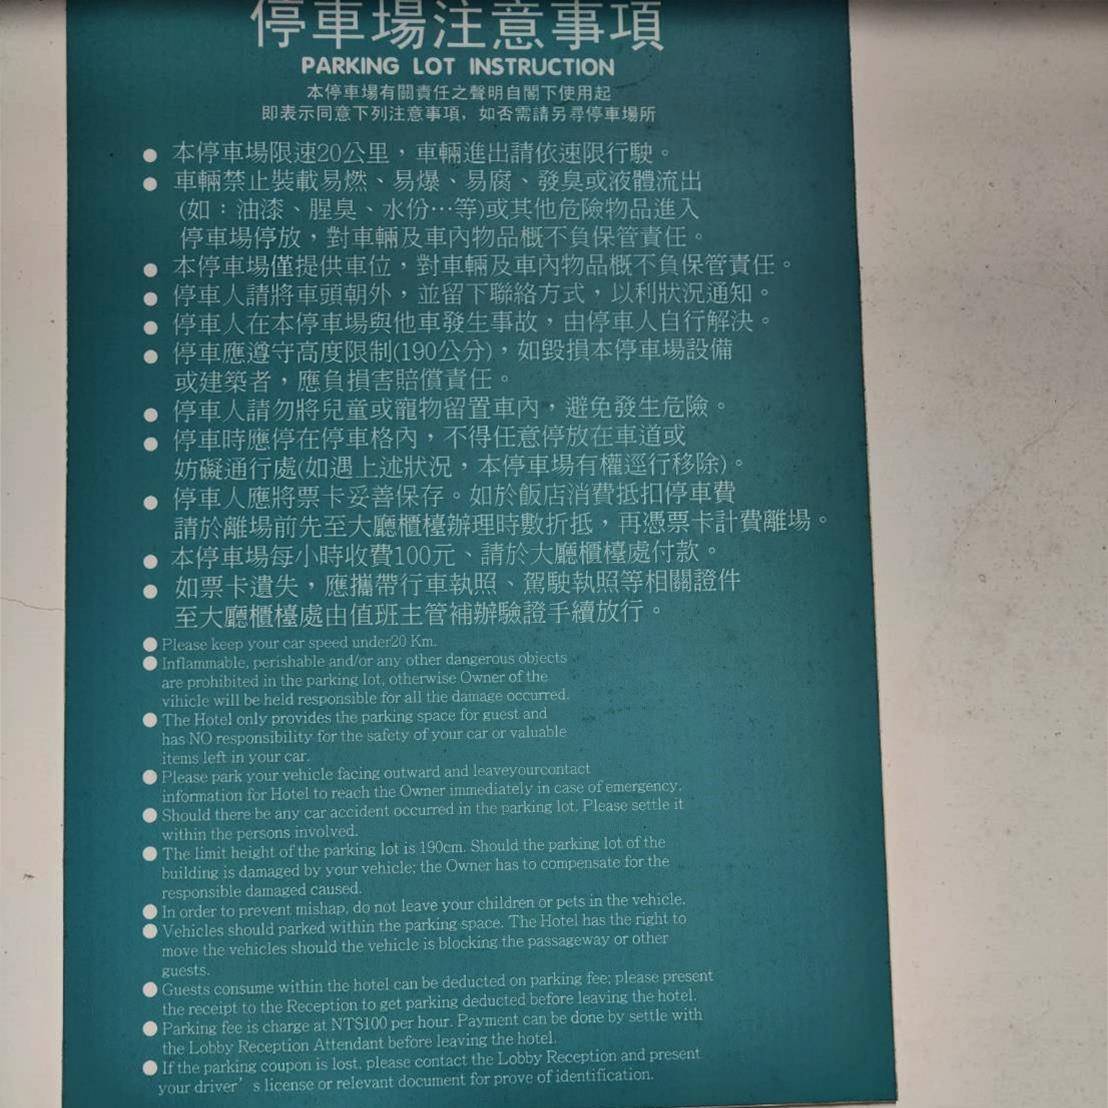 停車場注意事項
PARKING LOT INSTRUCTION
本停車場有關責任之聲明自閣下使用起
即表示同意下列注意事項，如否需請另尋停車場所
● 本停車場限速20公里，車輛進出請依速限行駛。
● 車輛禁止裝載易燃、易爆、易腐、發臭或液體流出
(如：油漆、腥臭、水份…等)或其他危險物品進入
停車場停放，對車輛及車內物品概不負保管責任。
● 本停車場僅提供車位，對車輛及車內物品概不負保管責任。
● 停車人請將車頭朝外，並留下聯絡方式，以利狀況通知。
● 停車人在本停車場與他車發生事故，由停車人自行解決。
● 停車應遵守高度限制(190公分)，如毀損本停車場設備
或建築者，應負損害賠償責任。
● 停車人請勿將兒童或寵物留置車內，避免發生危險。
● 停車時應停在停車格內，不得任意停放在車道或
妨礙通行處(如遇上述狀況，本停車場有權逕行移除)。
● 停車人應將票卡妥善保存。如於飯店消費抵扣停車費
請於離場前先至大廳櫃檯辦理時數折抵，再憑票卡計費離場。
● 本停車場每小時收費100元、請於大廳櫃檯處付款。
● 如票卡遺失，應攜帶行車執照、駕駛執照等相關證件
至大廳櫃檯處由值班主管補辦驗證手續放行。
● Please keep your car speed under20 Km.
● Inflammable, perishable and/or any other dangerous objects
are prohibited in the parking lot, otherwise Owner of the
vihicle will be held responsible for all the damage occurred.
● The Hotel only provides the parking space for guest and
has NO responsibility for the safety of your car or valuable
items left in your car.
● Please park your vehicle facing outward and leaveyourcontact
information for Hotel to reach the Owner immediately in case of emergency.
● Should there be any car accident occurred in the parking lot, Please settle it
within the persons involved.
● The limit height of the parking lot is 190cm. Should the parking lot of the
building is damaged by your vehicle; the Owner has to compensate for the
responsible damaged caused.
● In order to prevent mishap, do not leave your children or pets in the vehicle.
● Vehicles should parked within the parking space. The Hotel has the right to
move the vehicles should the vehicle is blocking the passageway or other
guests.
● Guests consume within the hotel can be deducted on parking fee; please present
the receipt to the Reception to get parking deducted before leaving the hotel.
● Parking fee is charge at NT$100 per hour. Payment can be done by settle with
the Lobby Reception Attendant before leaving the hotel.
● If the parking coupon is lost, please contact the Lobby Reception and present
your driver’s license or relevant document for prove of identification.